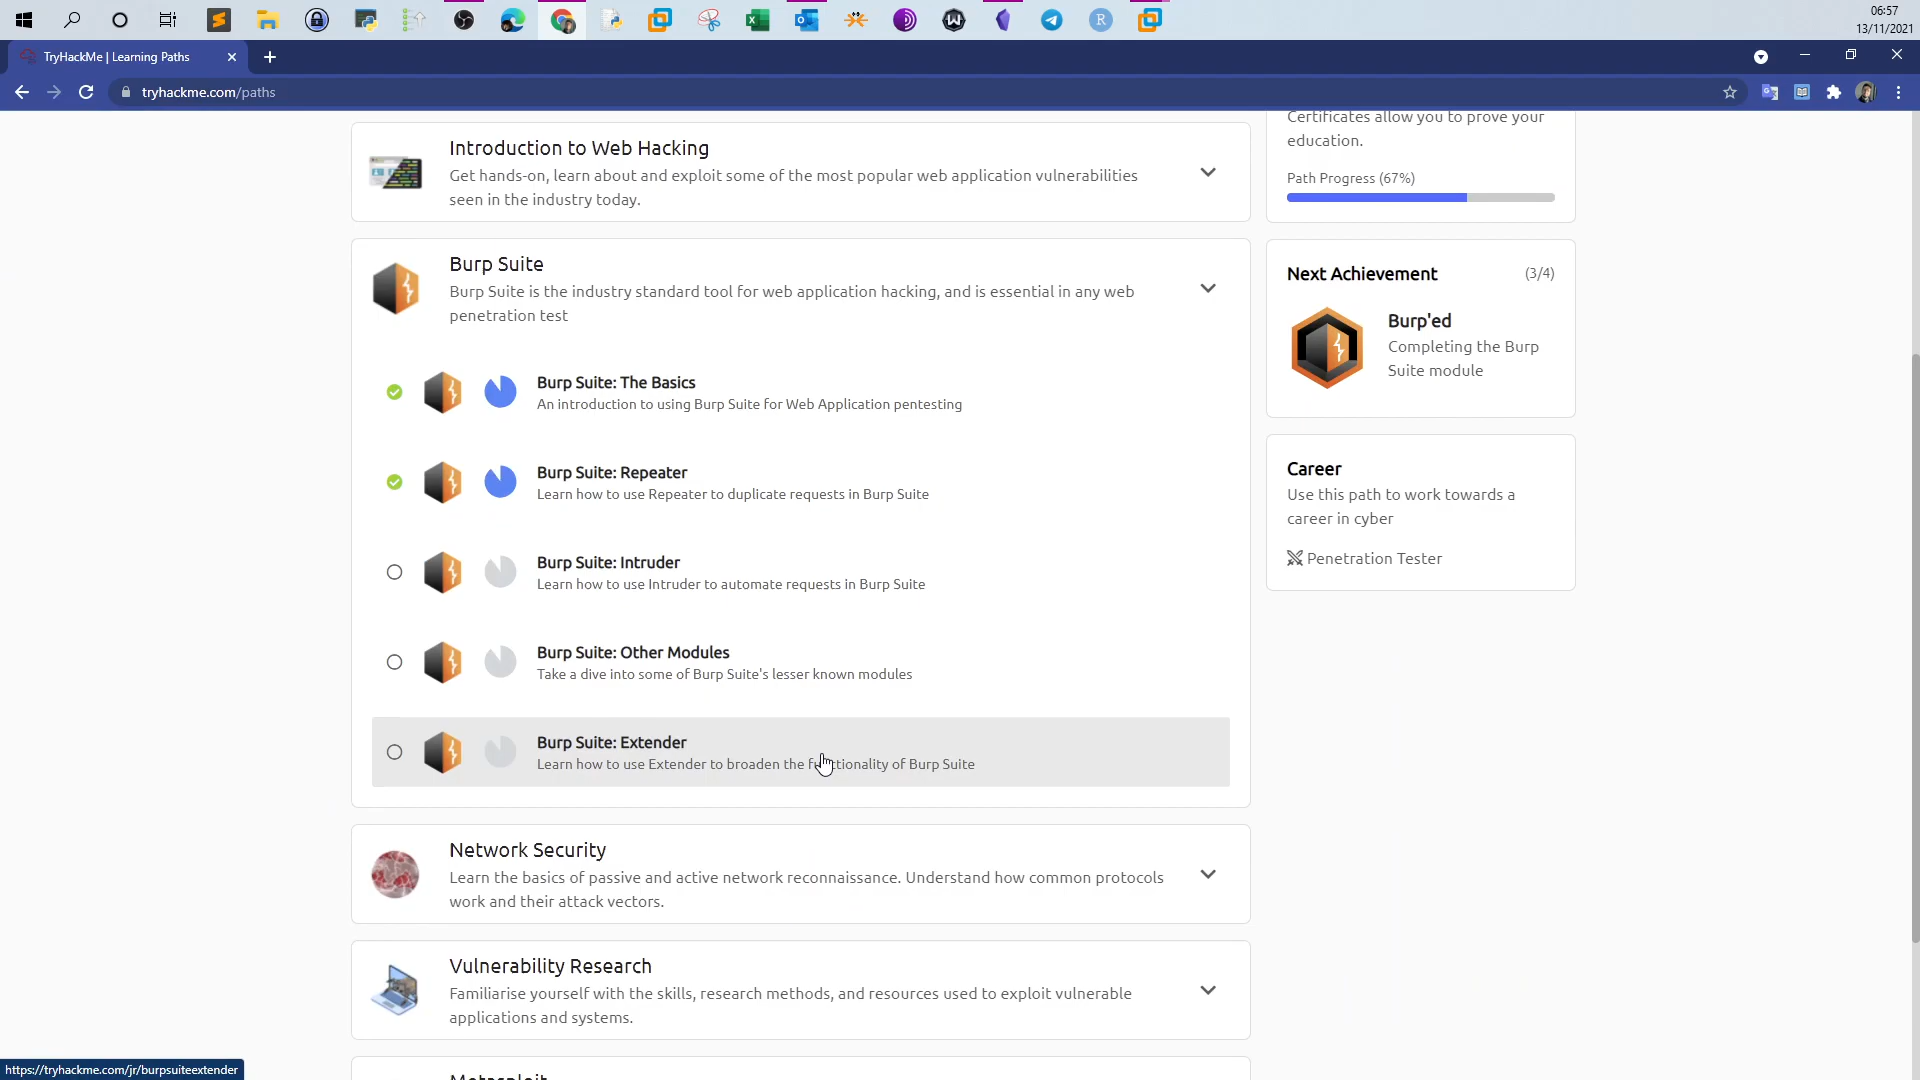 06:57
13/11/2021
TryHackMe | Learning Paths
tryhackme.com/paths
Introduction to Web Hacking
Get hands-on, learn about and exploit some of the most popular web application vulnerabilities
seen in the industry today.
Burp Suite
Burp Suite is the industry standard tool for web application hacking, and is essential in any web
penetration test
Burp Suite: The Basics
An introduction to using Burp Suite for Web Application pentesting
Burp Suite: Repeater
Learn how to use Repeater to duplicate requests in Burp Suite
Burp Suite: Intruder
Learn how to use Intruder to automate requests in Burp Suite
Burp Suite: Other Modules
Take a dive into some of Burp Suite's lesser known modules
Burp Suite: Extender
Learn how to use Extender to broaden the functionality of Burp Suite
Network Security
Learn the basics of passive and active network reconnaissance. Understand how common protocols
work and their attack vectors.
Vulnerability Research
Familiarise yourself with the skills, research methods, and resources used to exploit vulnerable
applications and systems.
Metasploit
Certificates allow you to prove your
education.
Path Progress (67%)
Next Achievement (3/4)
Burp'ed
Completing the Burp
Suite module
Career
Use this path to work towards a
career in cyber
Penetration Tester
https://tryhackme.com/jr/burpsuiteextender